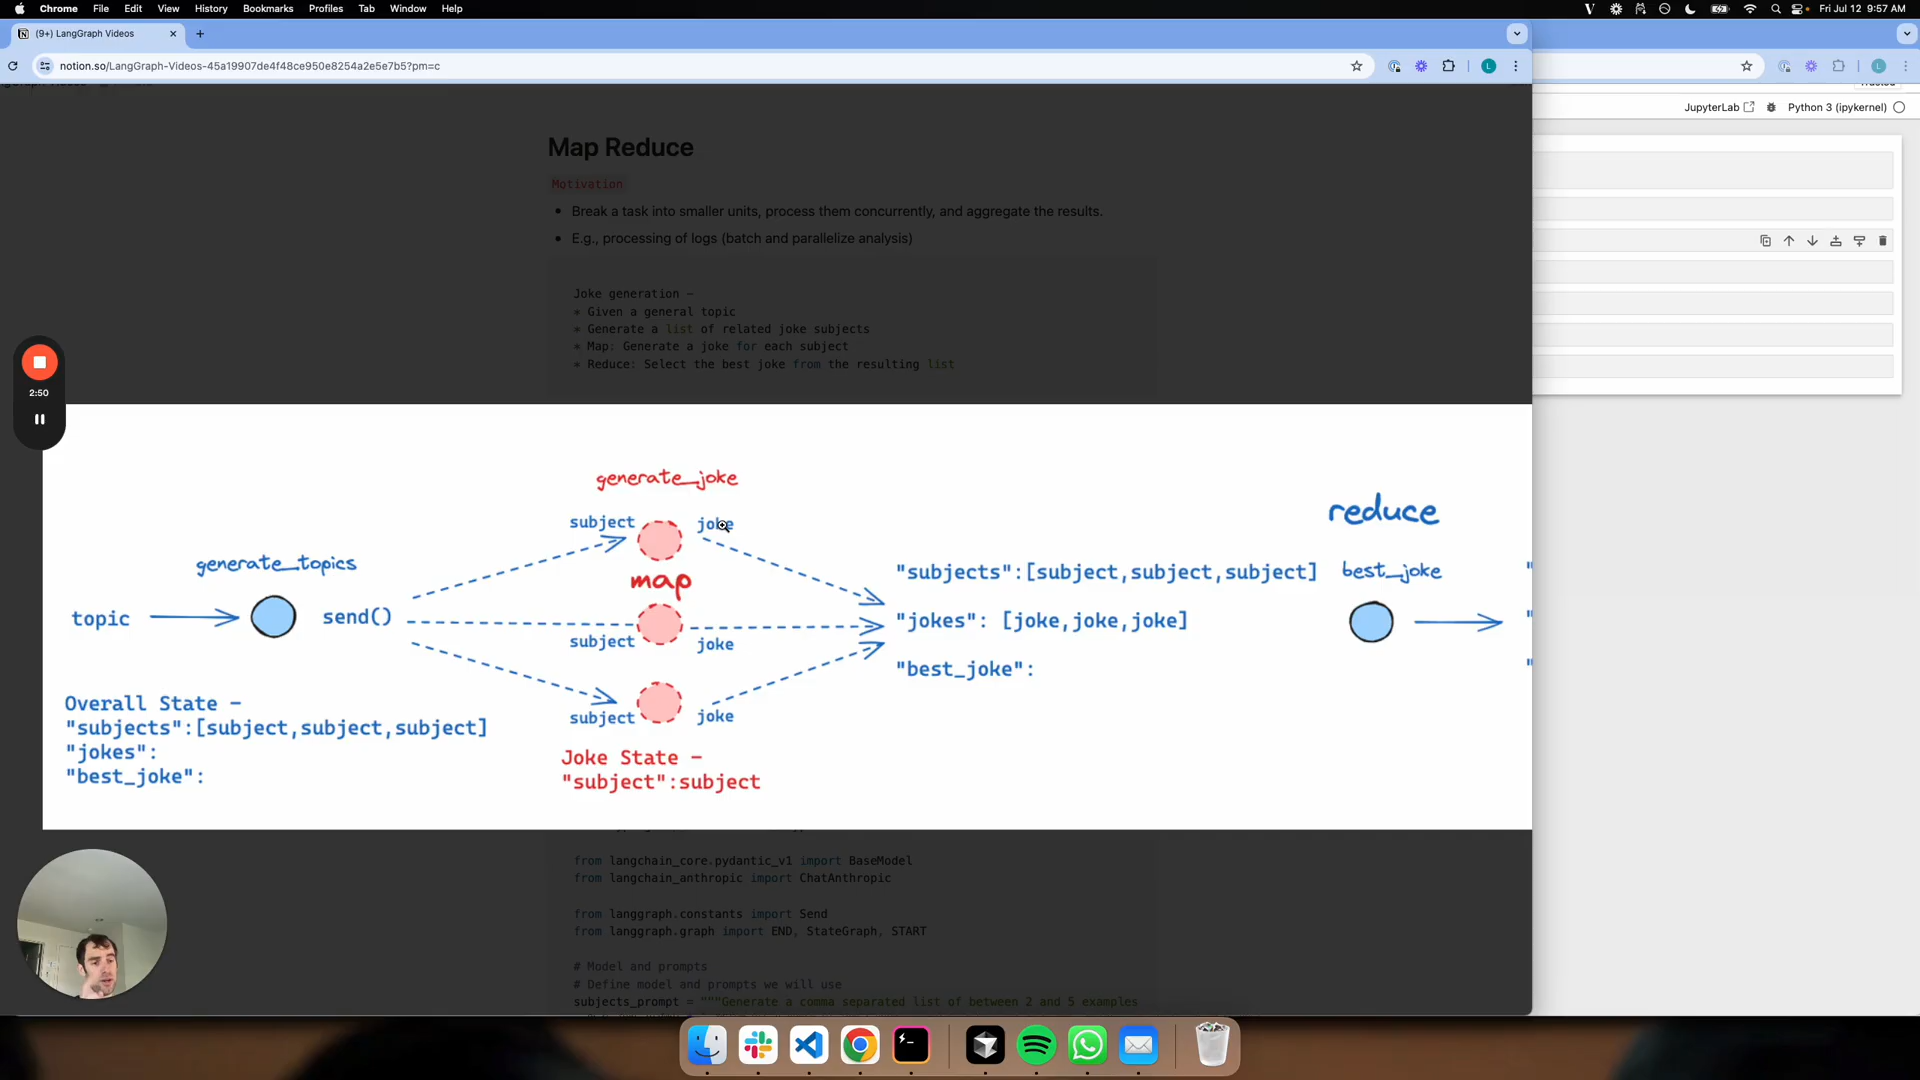 Chrome File Edit View History Bookmarks Profiles Tab Window Help
Fri Jul 12 9:57 AM
(9+) LangGraph Videos
notion.so/LangGraph-Videos-45a19907de4f48ce950e8254a2e5e7b5?pm=c
JupyterLab
Python 3 (ipykernel)
Map Reduce
Motivation
• Break a task into smaller units, process them concurrently, and aggregate the results.
• E.g., processing of logs (batch and parallelize analysis)
Joke generation –
* Given a general topic
* Generate a list of related joke subjects
* Map: Generate a joke for each subject
* Reduce: Select the best joke from the resulting list
2:50
generate_joke
subject
joke
reduce
generate_topics
map
"subjects":[subject,subject,subject]
best_joke
topic
send()
"jokes": [joke,joke,joke]
subject
joke
"best_joke":
Overall State –
"subjects":[subject,subject,subject]
"jokes":
"best_joke":
subject
joke
Joke State –
"subject":subject
from langchain_core.pydantic_v1 import BaseModel
from langchain_anthropic import ChatAnthropic
from langgraph.constants import Send
from langgraph.graph import END, StateGraph, START
# Model and prompts
# Define model and prompts we will use
subjects_prompt = """Generate a comma separated list of between 2 and 5 examples